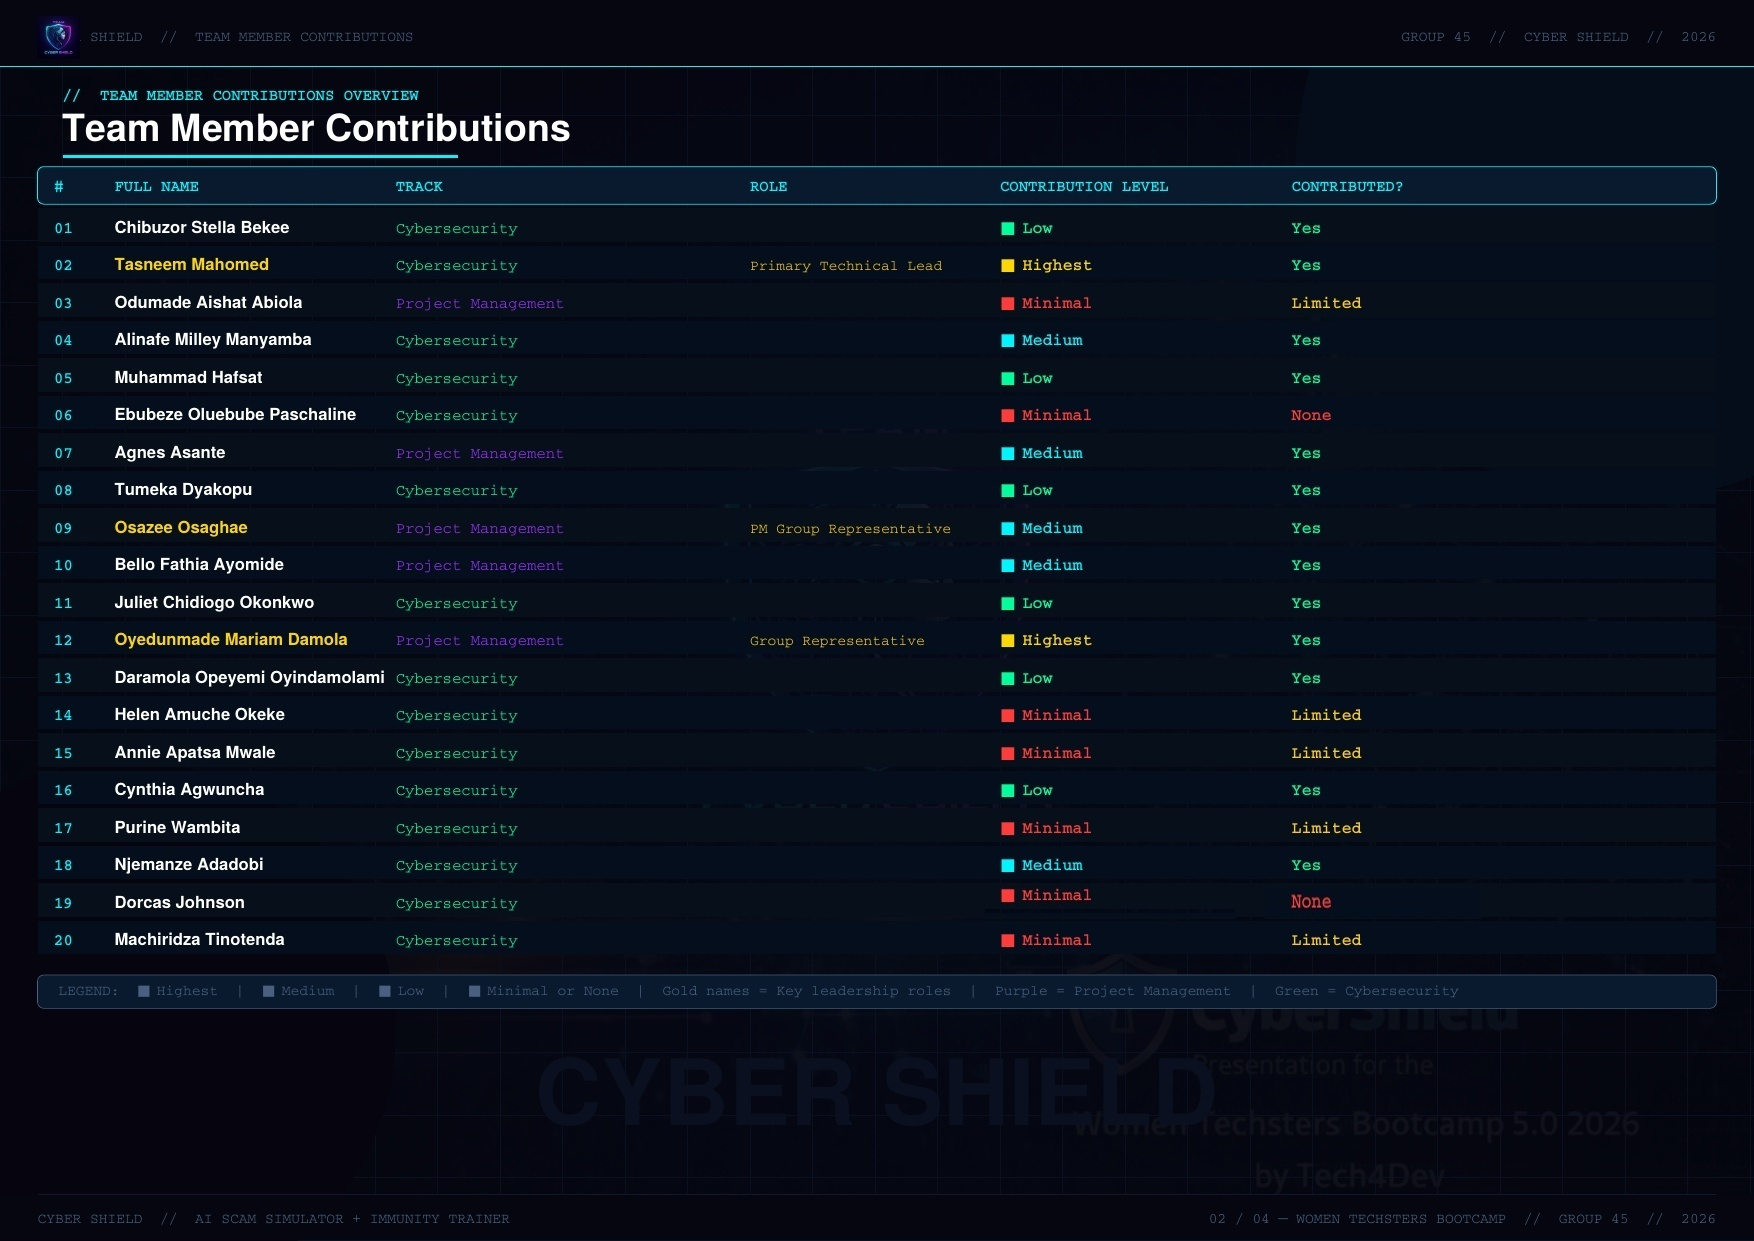 SHIELD // TEAM MEMBER CONTRIBUTIONS
GROUP 45 // CYBER SHIELD // 2026
// TEAM MEMBER CONTRIBUTIONS OVERVIEW
Team Member Contributions
# FULL NAME TRACK ROLE CONTRIBUTION LEVEL CONTRIBUTED?
01 Chibuzor Stella Bekee Cybersecurity Low Yes
02 Tasneem Mahomed Cybersecurity Primary Technical Lead Highest Yes
03 Odumade Aishat Abiola Project Management Minimal Limited
04 Alinafe Milley Manyamba Cybersecurity Medium Yes
05 Muhammad Hafsat Cybersecurity Low Yes
06 Ebubeze Oluebube Paschaline Cybersecurity Minimal None
07 Agnes Asante Project Management Medium Yes
08 Tumeka Dyakopu Cybersecurity Low Yes
09 Osazee Osaghae Project Management PM Group Representative Medium Yes
10 Bello Fathia Ayomide Project Management Medium Yes
11 Juliet Chidiogo Okonkwo Cybersecurity Low Yes
12 Oyedunmade Mariam Damola Project Management Group Representative Highest Yes
13 Daramola Opeyemi Oyindamolami Cybersecurity Low Yes
14 Helen Amuche Okeke Cybersecurity Minimal Limited
15 Annie Apatsa Mwale Cybersecurity Minimal Limited
16 Cynthia Agwuncha Cybersecurity Low Yes
17 Purine Wambita Cybersecurity Minimal Limited
18 Njemanze Adadobi Cybersecurity Medium Yes
19 Dorcas Johnson Cybersecurity Minimal None
20 Machiridza Tinotenda Cybersecurity Minimal Limited
LEGEND: Highest | Medium | Low | Minimal or None | Gold names = Key leadership roles | Purple = Project Management | Green = Cybersecurity
CyberShield
Presentation for the
CYBER SHIELD
Women Techsters Bootcamp 5.0 2026
by Tech4Dev
CYBER SHIELD // AI SCAM SIMULATOR + IMMUNITY TRAINER
02 / 04 — WOMEN TECHSTERS BOOTCAMP // GROUP 45 // 2026